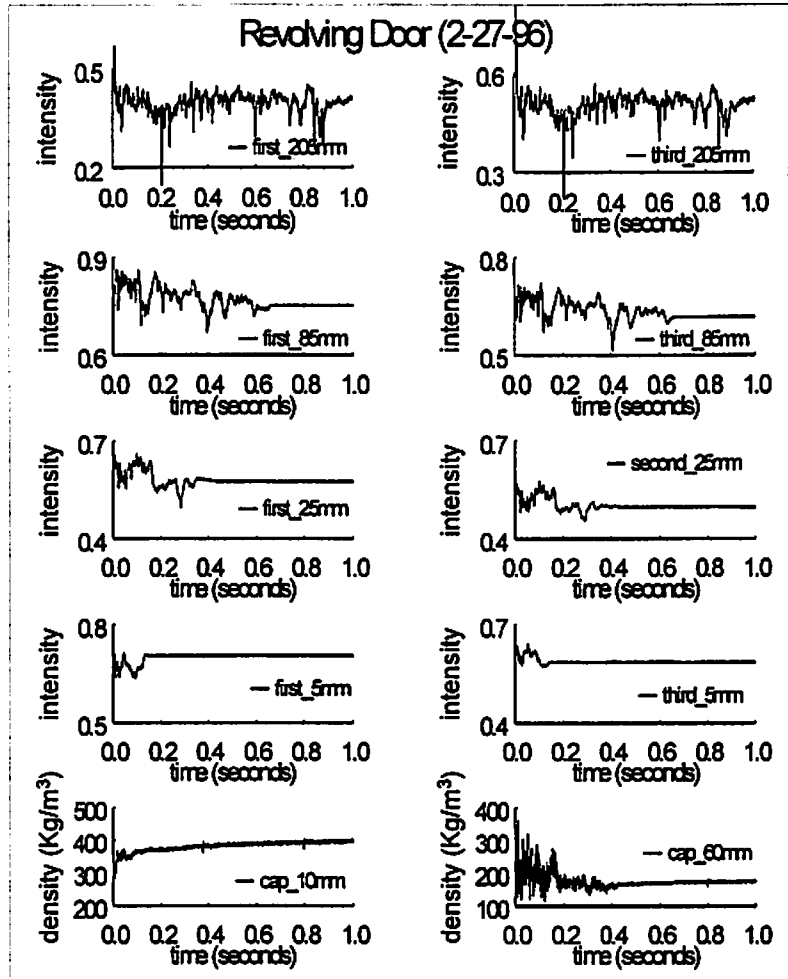 Revolving Door (2-27-96)
intensity
0.5
0.2
first_205mm
0.0 0.2 0.4 0.6 0.8 1.0
time (seconds)
intensity
0.6
0.3
third_205mm
0.0 0.2 0.4 0.6 0.8 1.0
time (seconds)
intensity
0.9
0.6
first_85mm
0.0 0.2 0.4 0.6 0.8 1.0
time (seconds)
intensity
0.8
0.5
third_85mm
0.0 0.2 0.4 0.6 0.8 1.0
time (seconds)
intensity
0.7
0.4
first_25mm
0.0 0.2 0.4 0.6 0.8 1.0
time (seconds)
intensity
0.7
0.4
second_25mm
0.0 0.2 0.4 0.6 0.8 1.0
time (seconds)
intensity
0.8
0.5
first_5mm
0.0 0.2 0.4 0.6 0.8 1.0
time (seconds)
intensity
0.7
0.4
third_5mm
0.0 0.2 0.4 0.6 0.8 1.0
time (seconds)
density (Kg/m³)
500
400
300
200
cap_10mm
0.0 0.2 0.4 0.6 0.8 1.0
time (seconds)
density (Kg/m³)
400
300
200
100
cap_60mm
0.0 0.2 0.4 0.6 0.8 1.0
time (seconds)